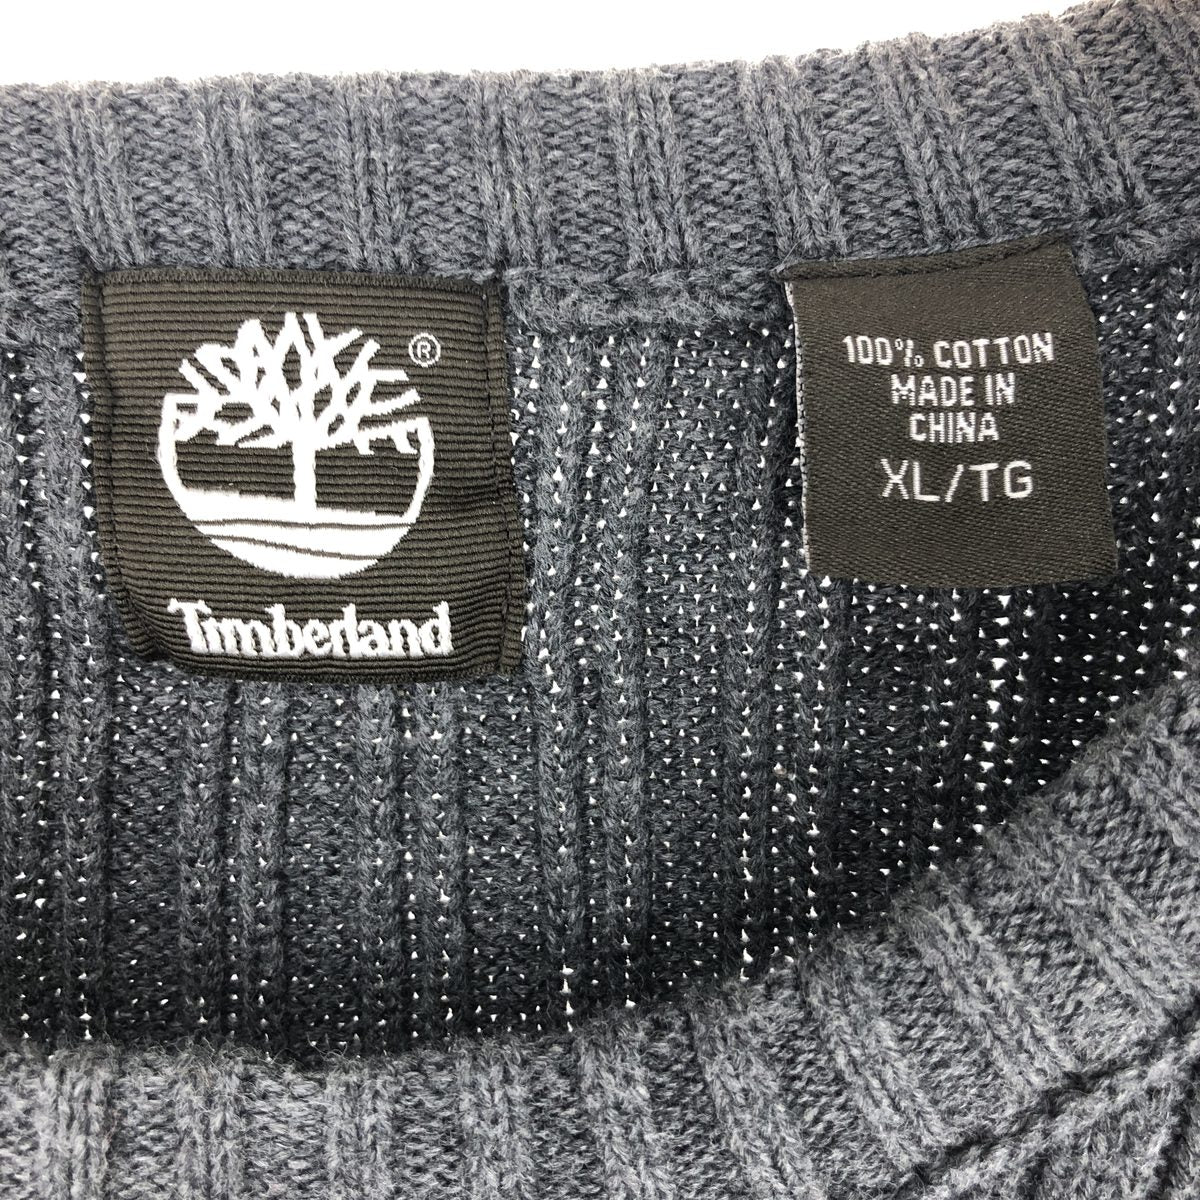 ®
Timberland
100% COTTON
MADE IN
CHINA
XL/TG